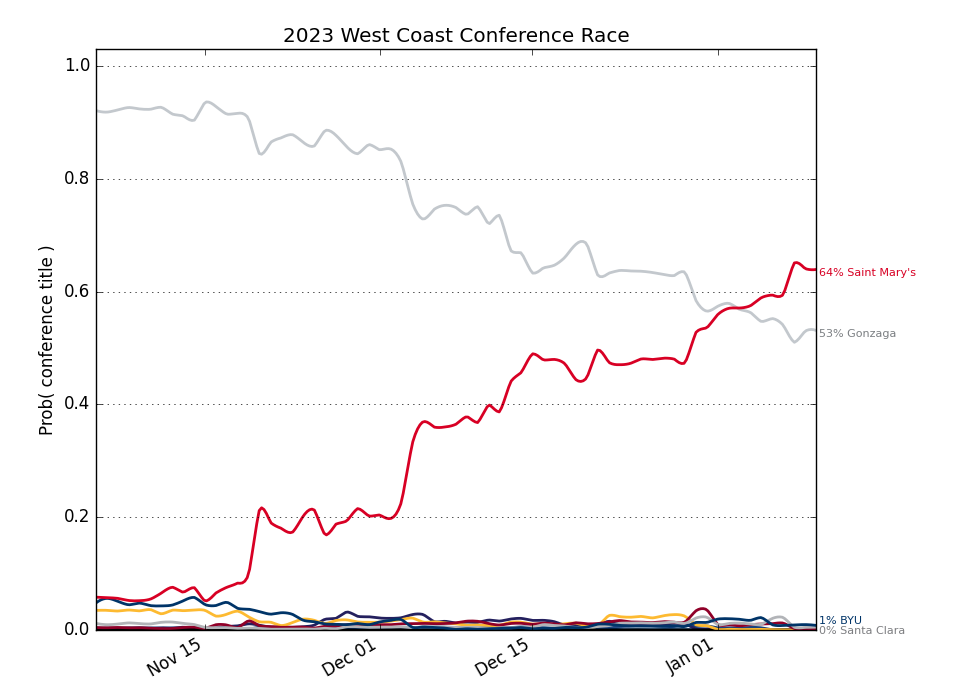 2023 West Coast Conference Race
Prob( conference title )
1.0
0.8
0.6
0.4
0.2
0.0
64% Saint Mary's
53% Gonzaga
1% BYU
0% Santa Clara
Nov 15
Dec 01
Dec 15
Jan 01